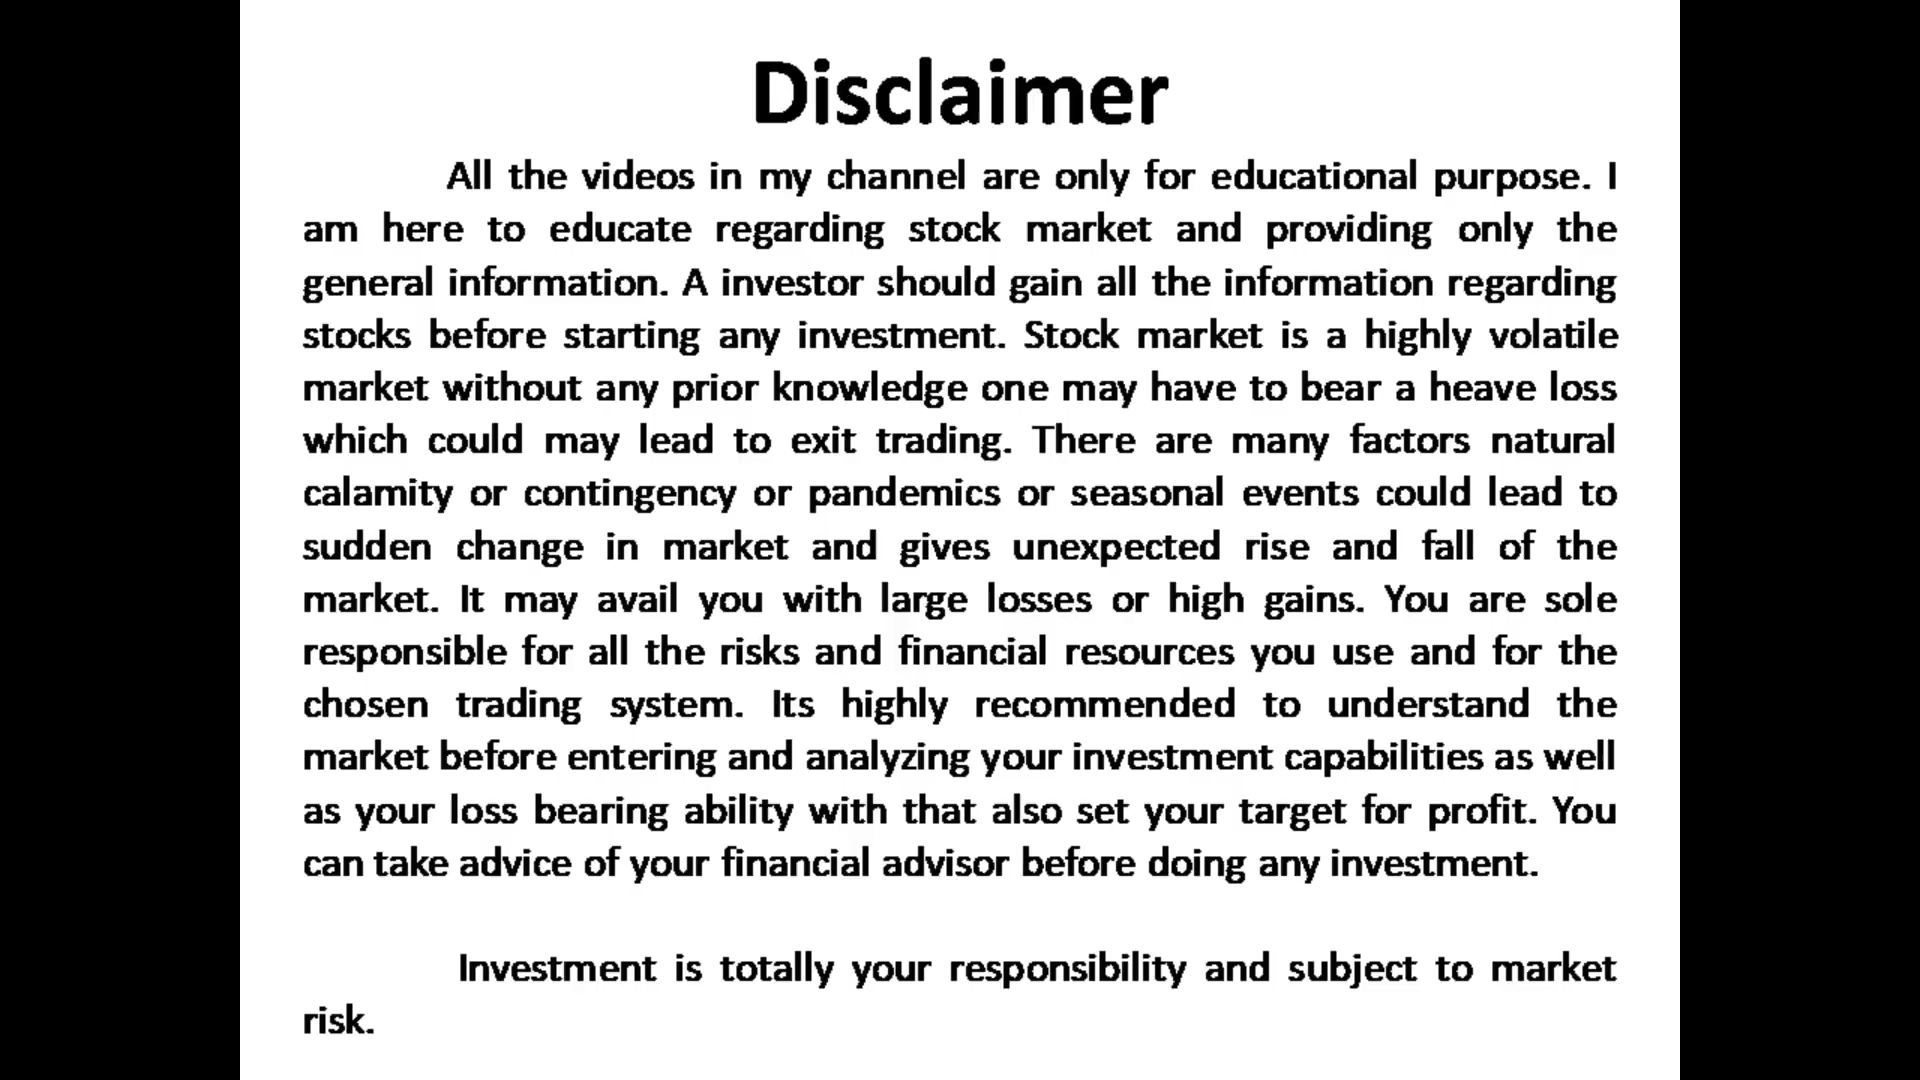 Disclaimer
All the videos in my channel are only for educational purpose. I
am here to educate regarding stock market and providing only the
general information. A investor should gain all the information regarding
stocks before starting any investment. Stock market is a highly volatile
market without any prior knowledge one may have to bear a heave loss
which could may lead to exit trading. There are many factors natural
calamity or contingency or pandemics or seasonal events could lead to
sudden change in market and gives unexpected rise and fall of the
market. It may avail you with large losses or high gains. You are sole
responsible for all the risks and financial resources you use and for the
chosen trading system. Its highly recommended to understand the
market before entering and analyzing your investment capabilities as well
as your loss bearing ability with that also set your target for profit. You
can take advice of your financial advisor before doing any investment.
Investment is totally your responsibility and subject to market
risk.